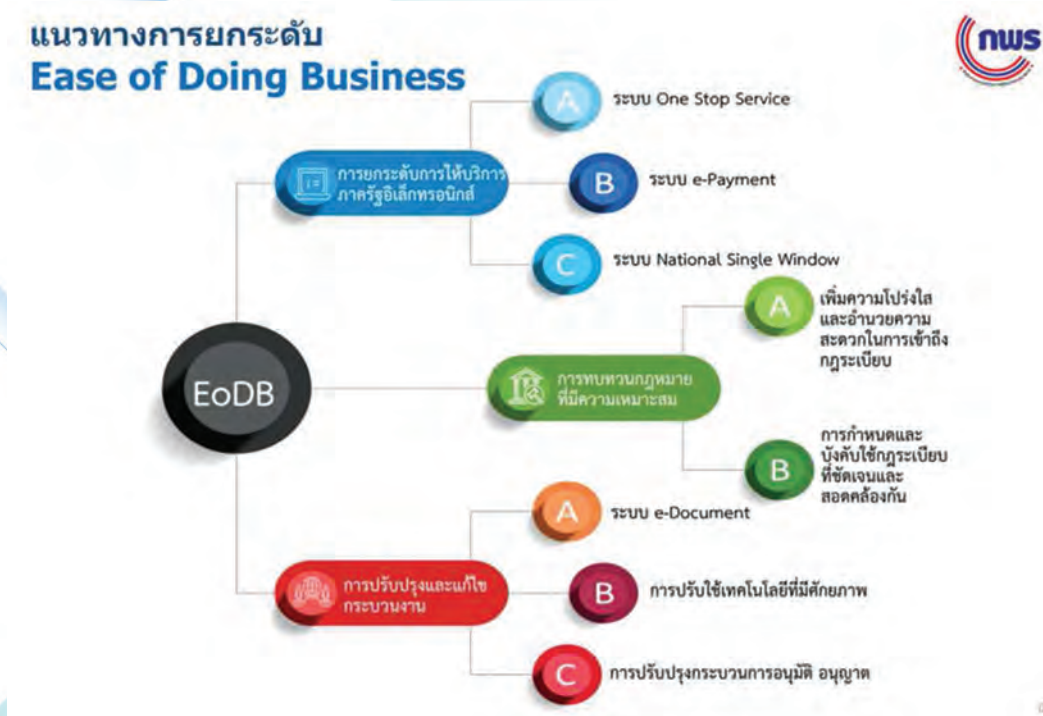 แนวทางการยกระดับ
Ease of Doing Business
กพร
A
ระบบ One Stop Service
การยกระดับการให้บริการ
ภาครัฐอิเล็กทรอนิกส์
B
ระบบ e-Payment
C
ระบบ National Single Window
EoDB
การทบทวนกฎหมาย
ที่มีความเหมาะสม
A
เพิ่มความโปร่งใส
และอำนวยความ
สะดวกในการเข้าถึง
กฎระเบียบ
B
การกำหนดและ
บังคับใช้กฎระเบียบ
ที่ชัดเจนและ
สอดคล้องกัน
A
ระบบ e-Document
การปรับปรุงและแก้ไข
กระบวนงาน
B
การปรับใช้เทคโนโลยีที่มีศักยภาพ
C
การปรับปรุงกระบวนการอนุมัติ อนุญาต